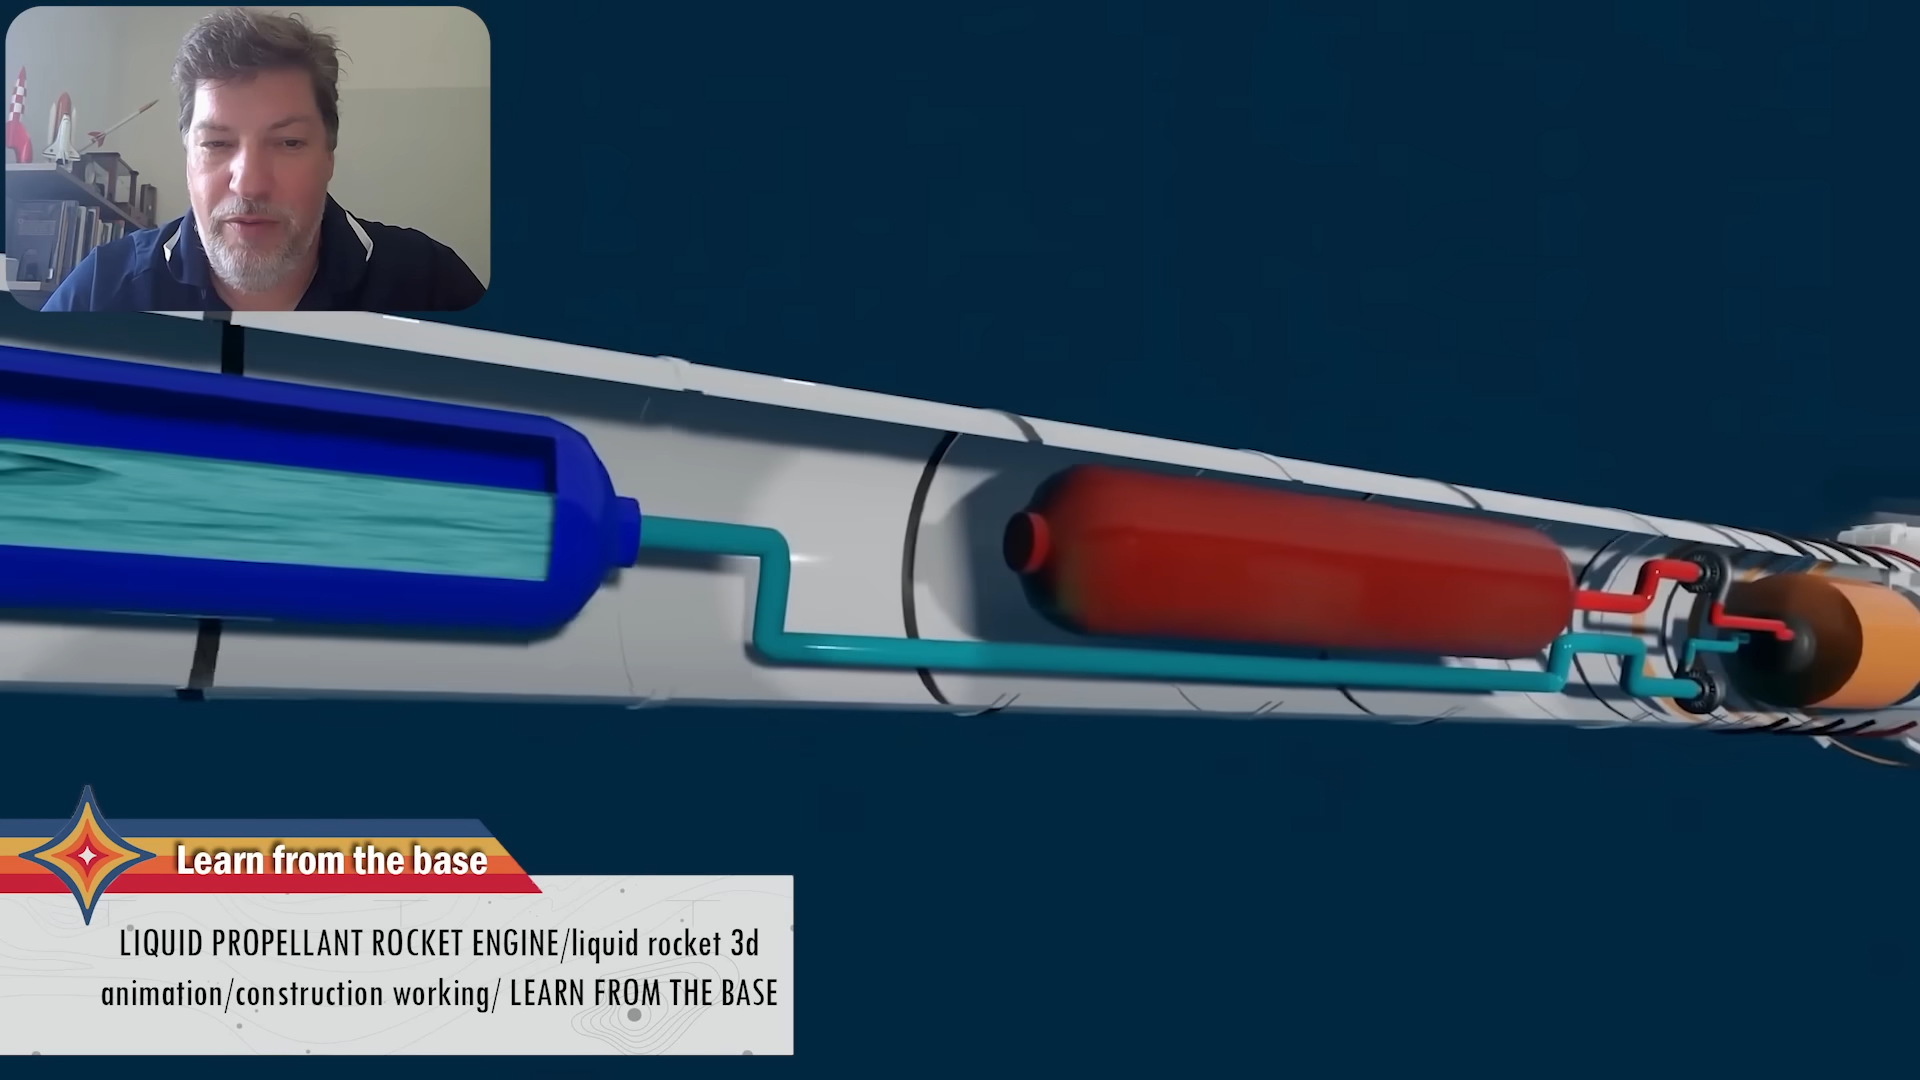 Learn from the base
LIQUID PROPELLANT ROCKET ENGINE/liquid rocket 3d
animation/construction working/ LEARN FROM THE BASE